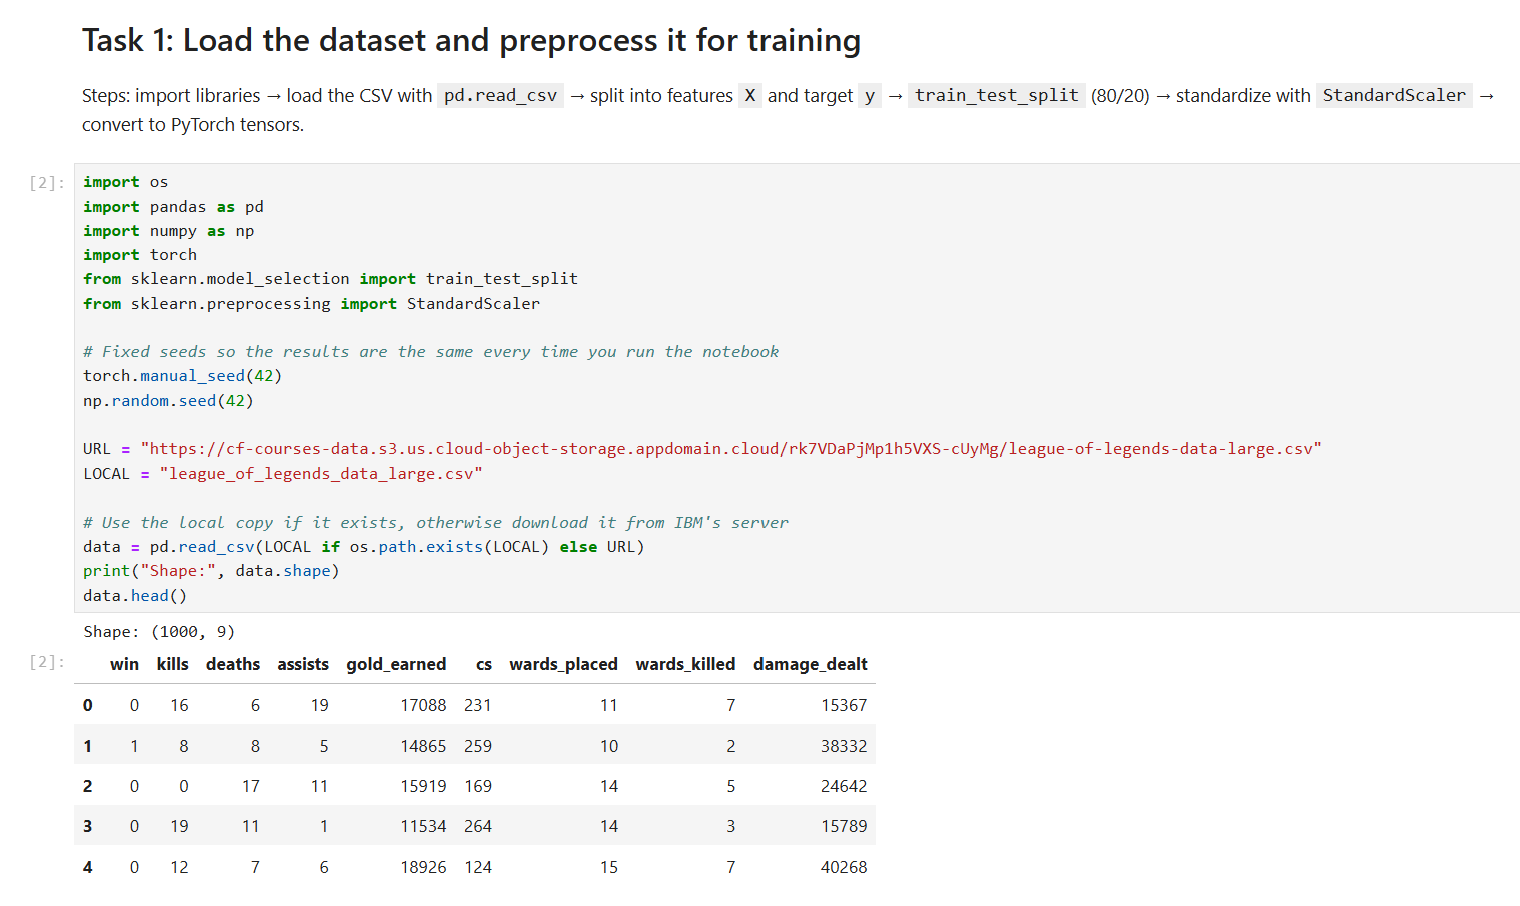 Task 1: Load the dataset and preprocess it for training
Steps: import libraries → load the CSV with pd.read_csv → split into features X and target y → train_test_split (80/20) → standardize with StandardScaler →
convert to PyTorch tensors.
[2]:
import os
import pandas as pd
import numpy as np
import torch
from sklearn.model_selection import train_test_split
from sklearn.preprocessing import StandardScaler
# Fixed seeds so the results are the same every time you run the notebook
torch.manual_seed(42)
np.random.seed(42)
URL = "https://cf-courses-data.s3.us.cloud-object-storage.appdomain.cloud/rk7VDaPjMp1h5VXS-cUyMg/league-of-legends-data-large.csv"
LOCAL = "league_of_legends_data_large.csv"
# Use the local copy if it exists, otherwise download it from IBM's server
data = pd.read_csv(LOCAL if os.path.exists(LOCAL) else URL)
print("Shape:", data.shape)
data.head()
Shape: (1000, 9)
[2]:
win kills deaths assists gold_earned cs wards_placed wards_killed damage_dealt
0 0 16 6 19 17088 231 11 7 15367
1 1 8 8 5 14865 259 10 2 38332
2 0 0 17 11 15919 169 14 5 24642
3 0 19 11 1 11534 264 14 3 15789
4 0 12 7 6 18926 124 15 7 40268